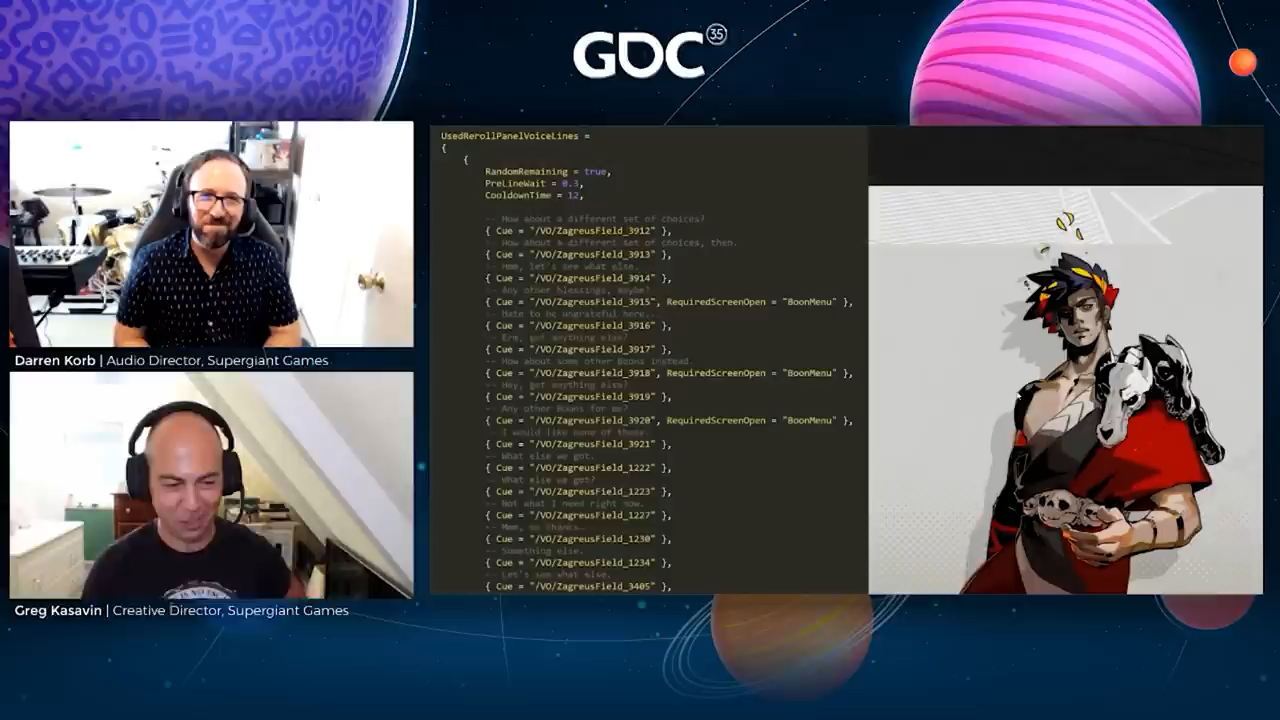 GDC 35
UsedRerollPanelVoiceLines =
{
{
RandomRemaining = true,
PreLineWait = 0.3,
CooldownTime = 12,
-- How about a different set of choices?
{ Cue = "/VO/ZagreusField_3912" },
-- How about a different set of choices, then.
{ Cue = "/VO/ZagreusField_3913" },
-- Hmm, let's see what else.
{ Cue = "/VO/ZagreusField_3914" },
-- Any other blessings, maybe?
{ Cue = "/VO/ZagreusField_3915", RequiredScreenOpen = "BoonMenu" },
-- Hate to be ungrateful here...
{ Cue = "/VO/ZagreusField_3916" },
-- Erm, got anything else?
{ Cue = "/VO/ZagreusField_3917" },
-- How about some other Boons instead.
{ Cue = "/VO/ZagreusField_3918", RequiredScreenOpen = "BoonMenu" },
-- Hey, got anything else?
{ Cue = "/VO/ZagreusField_3919" },
-- Any other Boons for me?
{ Cue = "/VO/ZagreusField_3920", RequiredScreenOpen = "BoonMenu" },
-- I would like none of these.
{ Cue = "/VO/ZagreusField_3921" },
-- What else we got.
{ Cue = "/VO/ZagreusField_1222" },
-- What else we got?
{ Cue = "/VO/ZagreusField_1223" },
-- Not what I need right now.
{ Cue = "/VO/ZagreusField_1227" },
-- Mmm, no thanks.
{ Cue = "/VO/ZagreusField_1230" },
-- Something else.
{ Cue = "/VO/ZagreusField_1234" },
-- Let's see what else.
{ Cue = "/VO/ZagreusField_3405" },
Darren Korb | Audio Director, Supergiant Games
Greg Kasavin | Creative Director, Supergiant Games